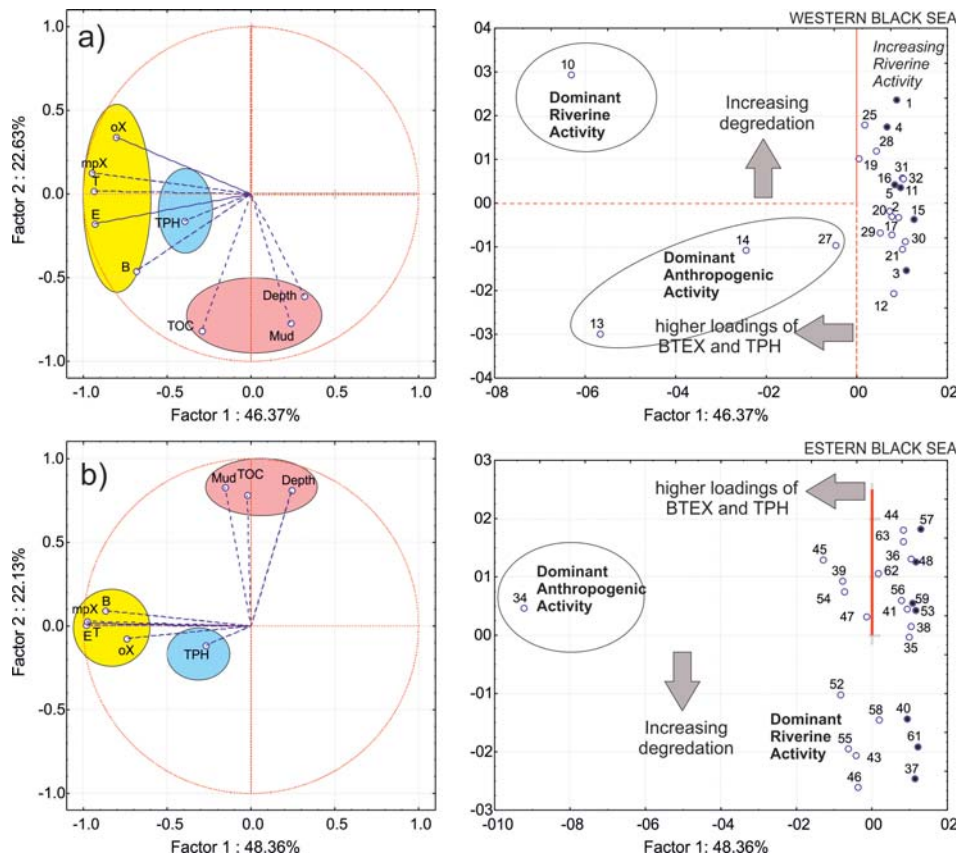 a)
1.0
0.5
0.0
-0.5
-1.0
Factor 2 : 22.63%
oX
mpX
T
E
B
TPH
TOC
Depth
Mud
-1.0 -0.5 0.0 0.5 1.0
Factor 1 : 46.37%
WESTERN BLACK SEA
04
03
02
01
00
-01
-02
-03
-04
10
Dominant
Riverine
Activity
Increasing
degredation
Increasing
Riverine
Activity
1
25
4
28
19
31
16
32
5
11
20
2
15
29
17
30
21
3
12
14
27
Dominant
Anthropogenic
Activity
13
higher loadings of
BTEX and TPH
-08 -06 -04 -02 00 02
Factor 1: 46.37%
b)
1.0
0.5
0.0
-0.5
-1.0
Factor 2 : 22.13%
Mud
TOC
Depth
B
mpX
E
T
oX
TPH
-1.0 -0.5 0.0 0.5 1.0
Factor 1 : 48.36%
ESTERN BLACK SEA
03
02
01
00
-01
-02
-03
higher loadings of
BTEX and TPH
44
57
63
45
36
48
39
62
54
56
59
47
41
53
38
35
34
Dominant
Anthropogenic
Activity
Increasing
degredation
52
Dominant
Riverine
Activity
58
40
55
43
61
46
37
-010 -08 -06 -04 -02 00 02
Factor 1: 48.36%